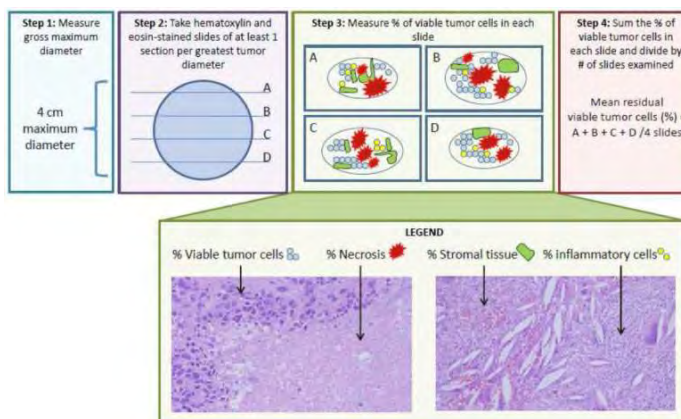 Step 1: Measure
gross maximum
diameter
4 cm
maximum
diameter
Step 2: Take hematoxylin and
eosin-stained slides of at least 1
section per greatest tumor
diameter
A
B
C
D
Step 3: Measure % of viable tumor cells in each
slide
A
B
C
D
Step 4: Sum the % of
viable tumor cells in
each slide and divide by
# of slides examined
Mean residual
viable tumor cells (%) =
A + B + C + D /4 slides
LEGEND
% Viable tumor cells
% Necrosis
% Stromal tissue
% Inflammatory cells